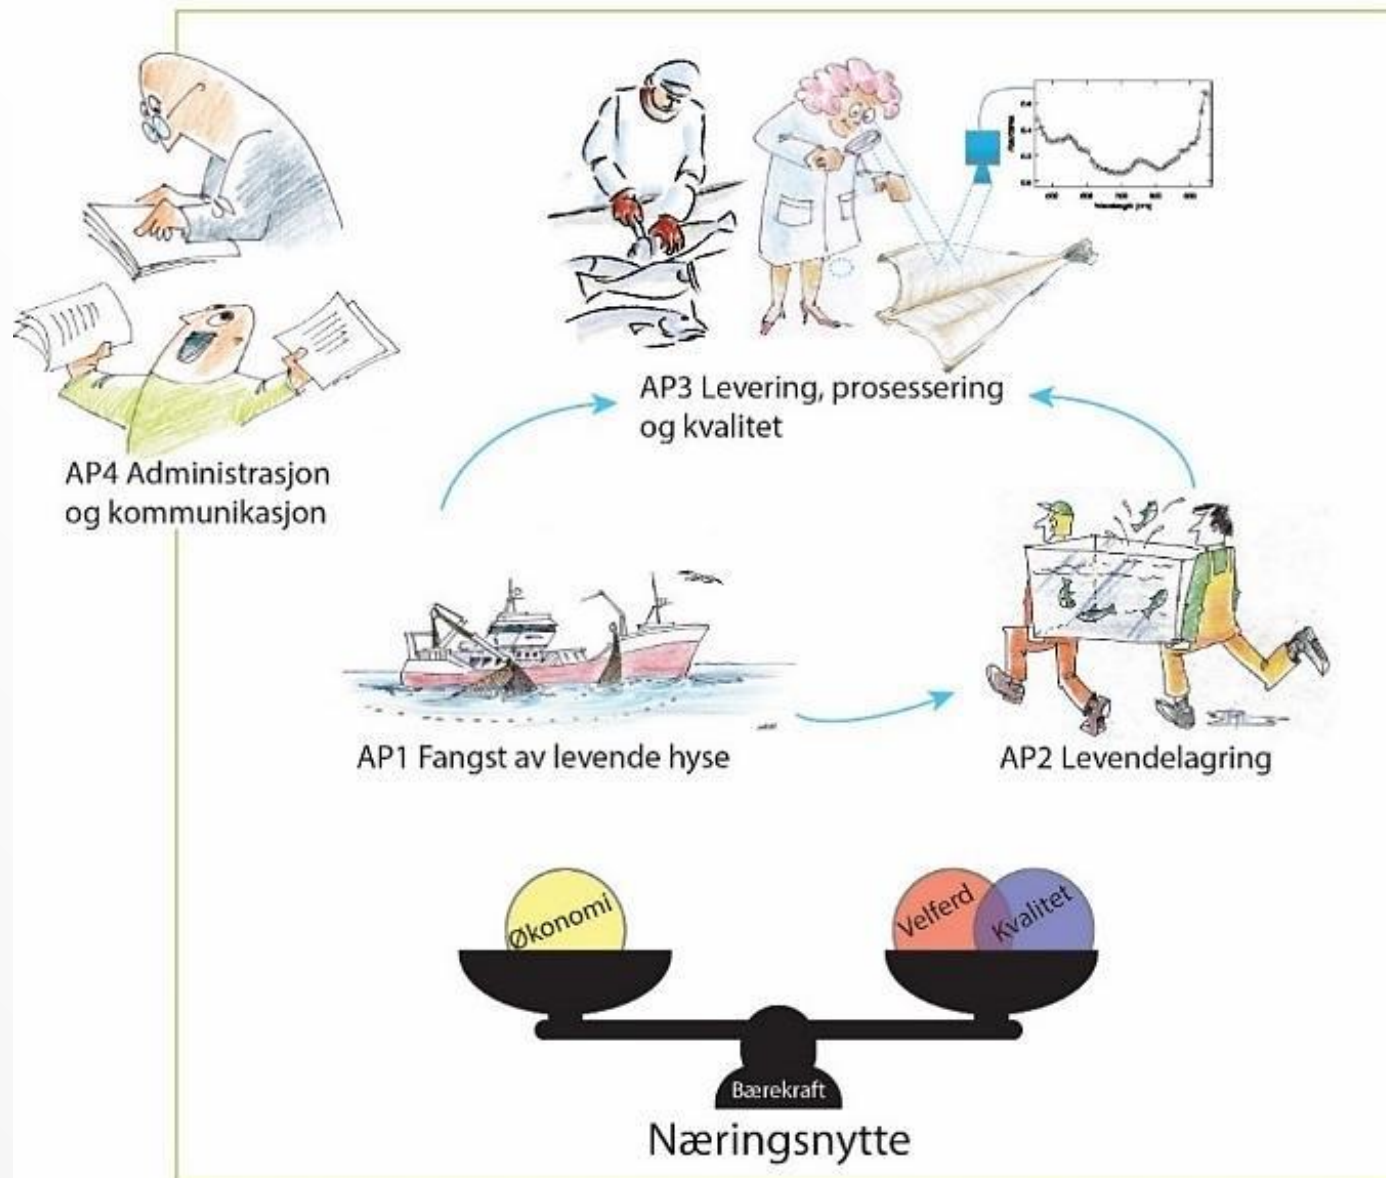 AP3 Levering, prosessering
og kvalitet
AP4 Administrasjon
og kommunikasjon
AP1 Fangst av levende hyse
AP2 Levendelagring
Økonomi
Velferd
Kvalitet
Bærekraft
Næringsnytte